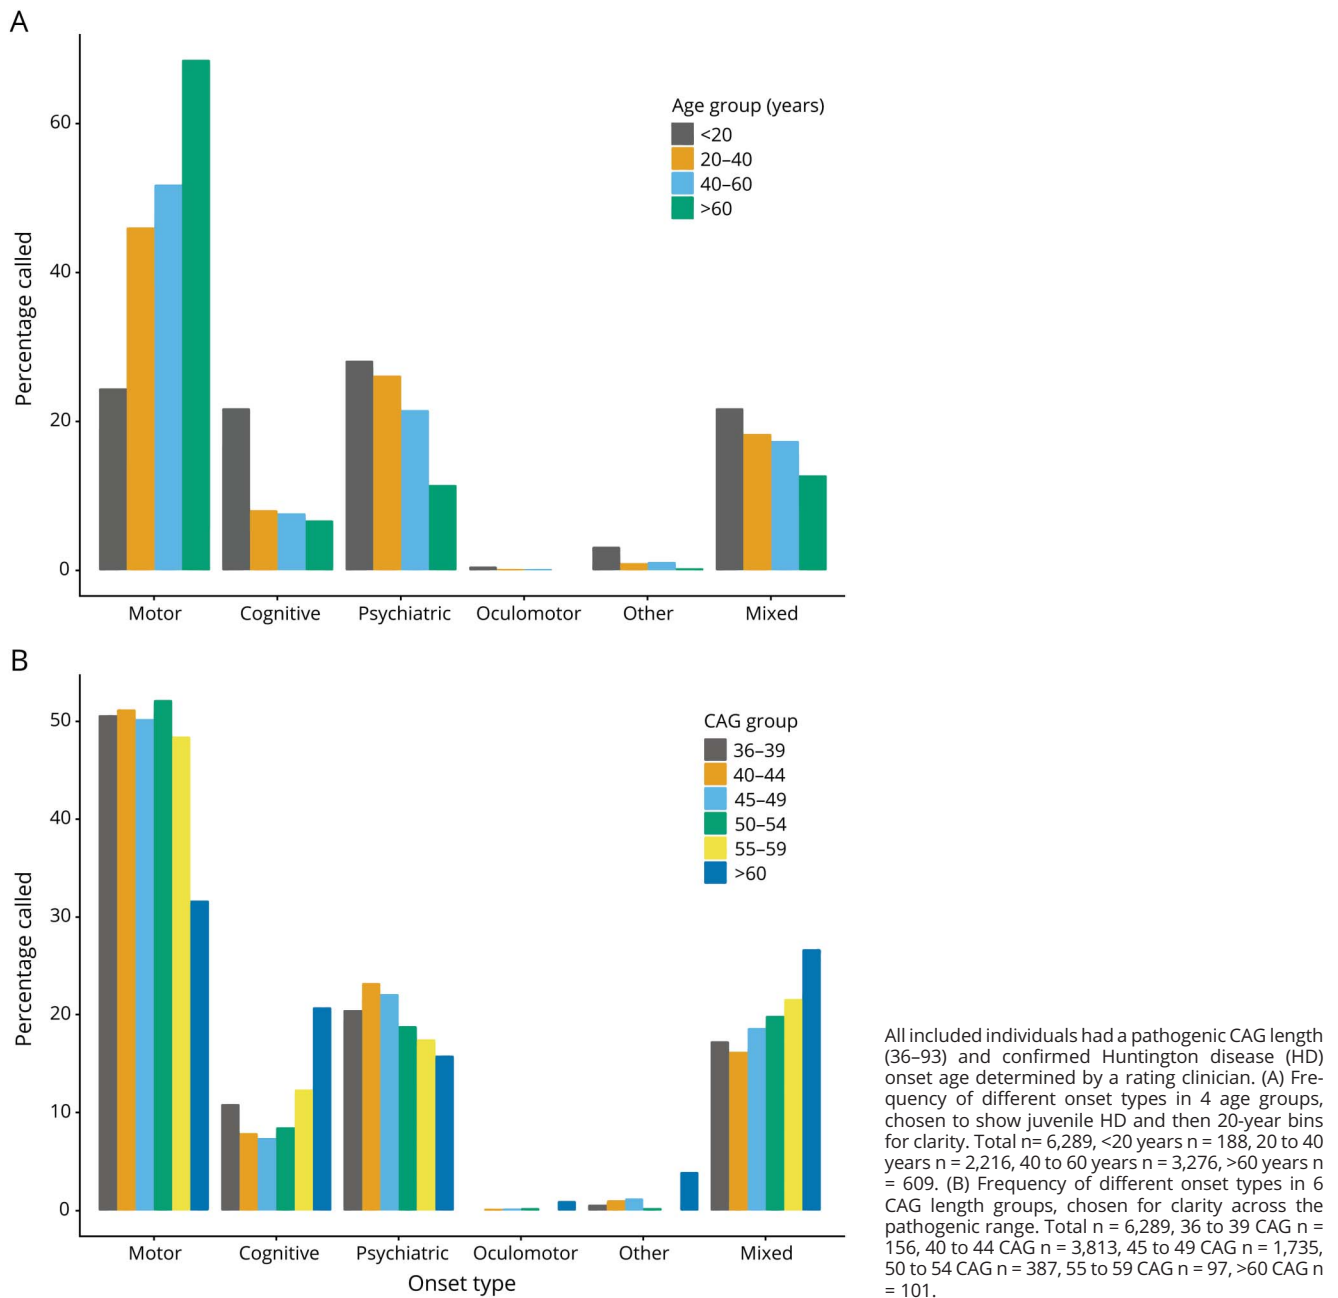 A
Percentage called
60
40
20
0
Age group (years)
<20
20–40
40–60
>60
Motor Cognitive Psychiatric Oculomotor Other Mixed
B
Percentage called
50
40
30
20
10
0
CAG group
36–39
40–44
45–49
50–54
55–59
>60
Motor Cognitive Psychiatric Oculomotor Other Mixed
Onset type
All included individuals had a pathogenic CAG length
(36–93) and confirmed Huntington disease (HD)
onset age determined by a rating clinician. (A) Fre-
quency of different onset types in 4 age groups,
chosen to show juvenile HD and then 20-year bins
for clarity. Total n= 6,289, <20 years n = 188, 20 to 40
years n = 2,216, 40 to 60 years n = 3,276, >60 years n
= 609. (B) Frequency of different onset types in 6
CAG length groups, chosen for clarity across the
pathogenic range. Total n = 6,289, 36 to 39 CAG n =
156, 40 to 44 CAG n = 3,813, 45 to 49 CAG n = 1,735,
50 to 54 CAG n = 387, 55 to 59 CAG n = 97, >60 CAG n
= 101.